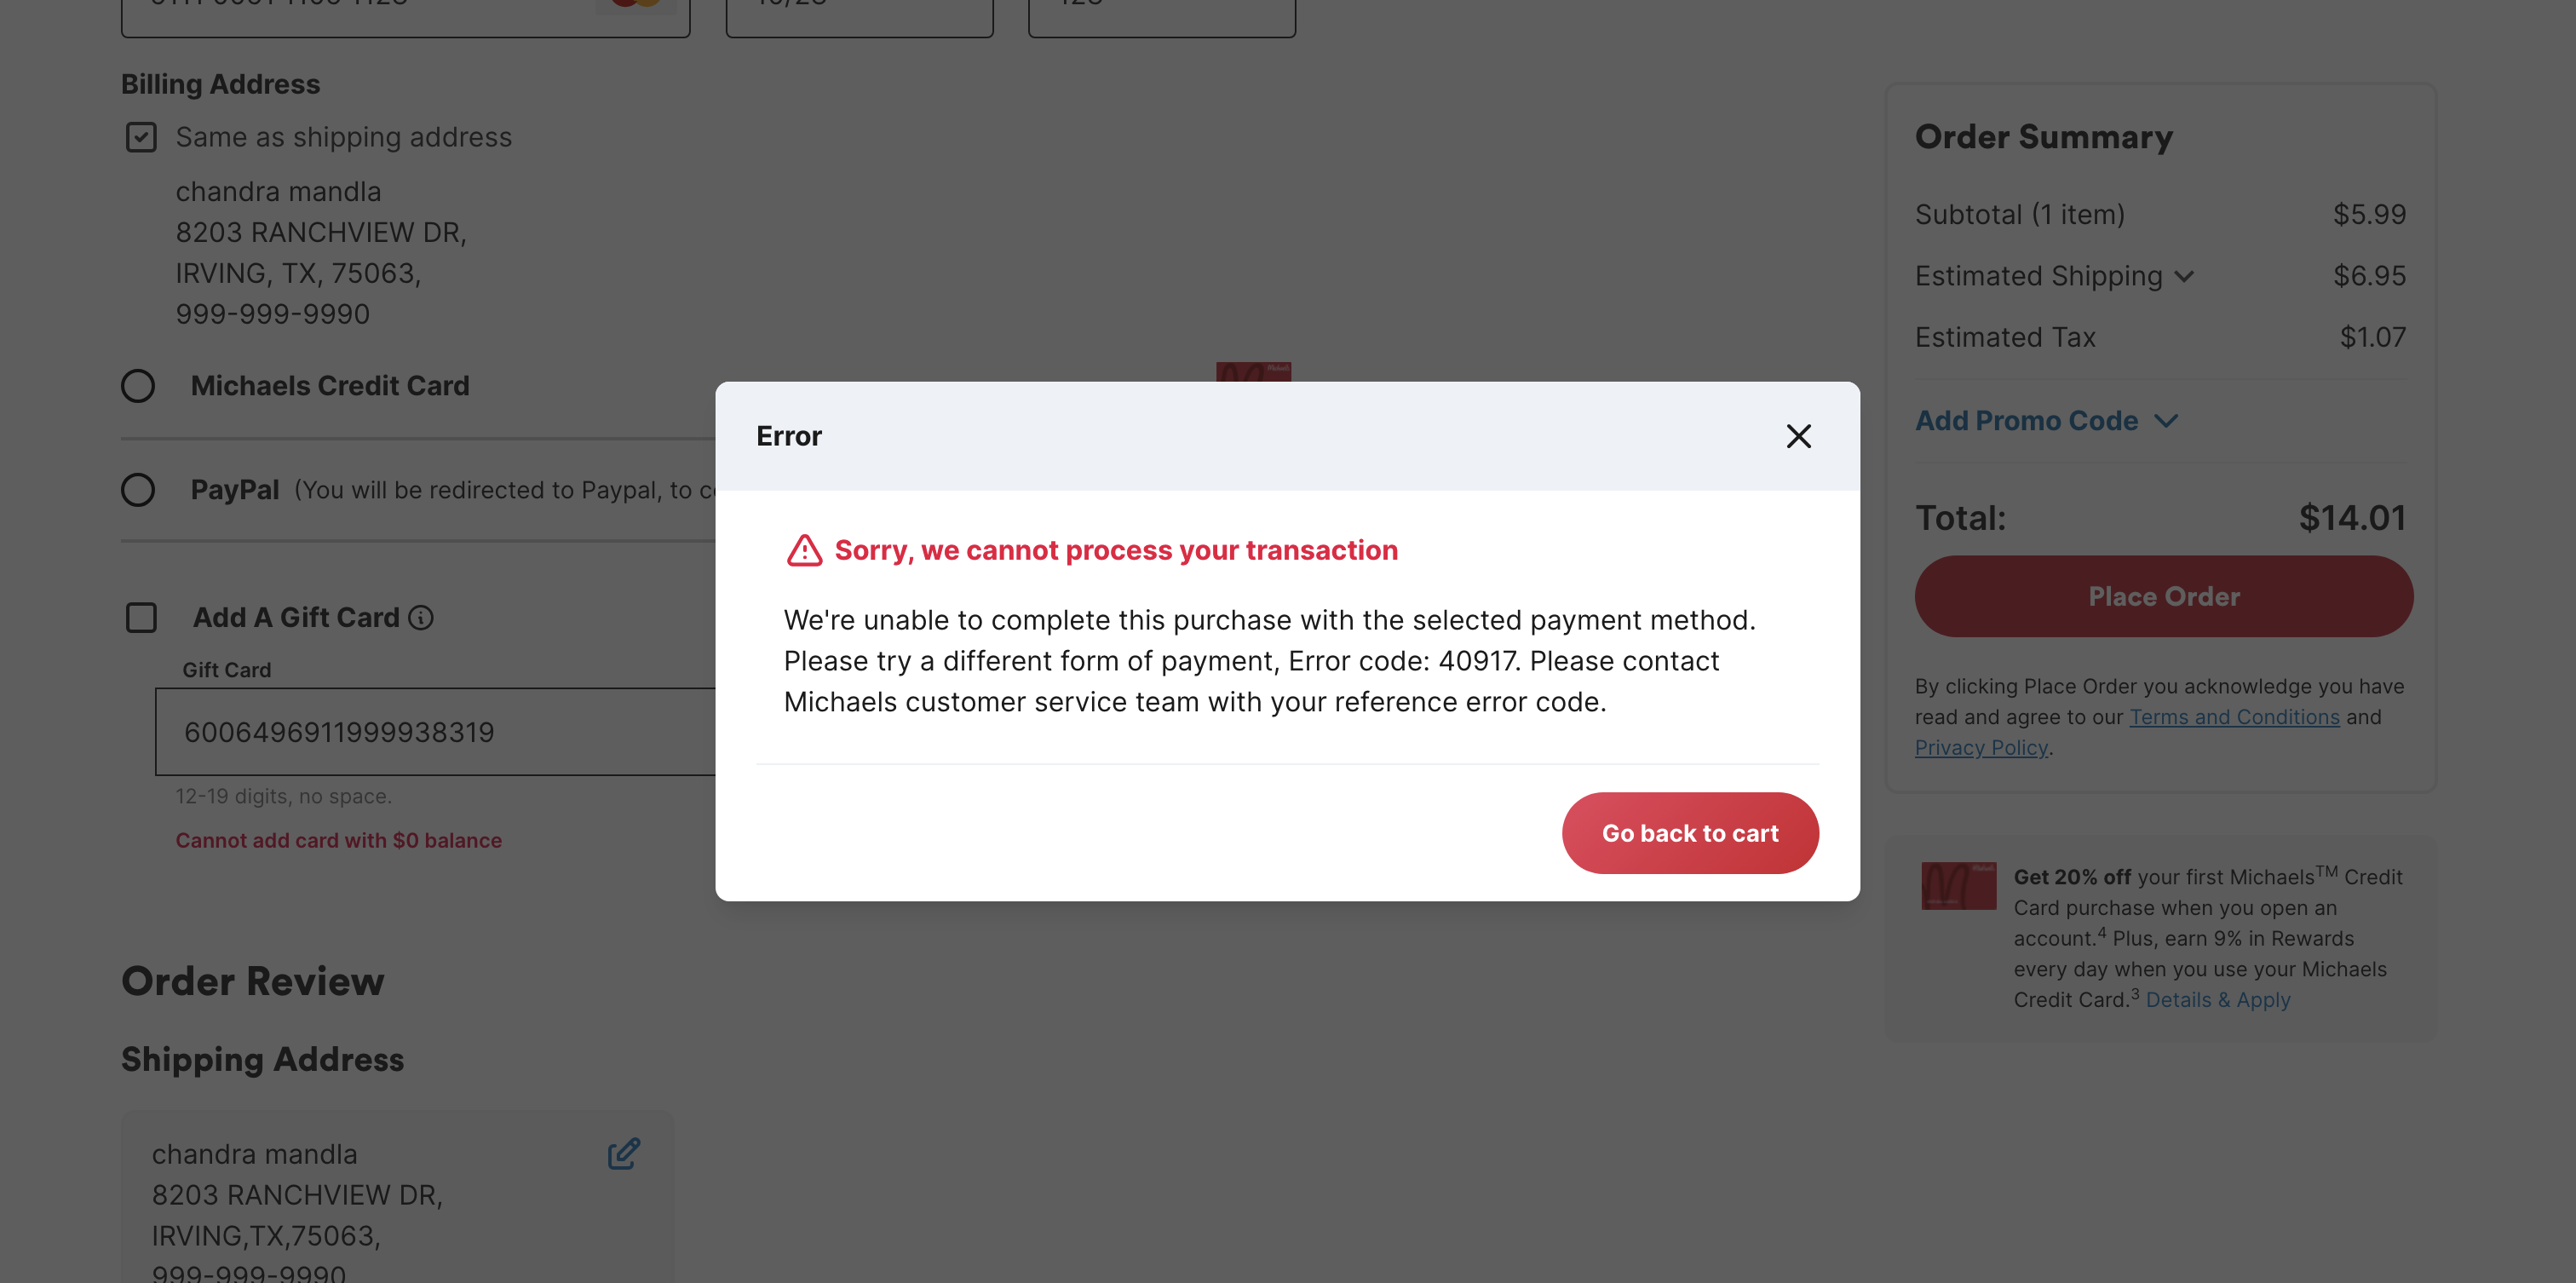 Billing Address
Same as shipping address
chandra mandla
8203 RANCHVIEW DR,
IRVING, TX, 75063,
999-999-9990
Michaels Credit Card
PayPal (You will be redirected to Paypal, to
Add A Gift Card
Gift Card
6006496911999938319
12-19 digits, no space.
Cannot add card with $0 balance
Order Review
Shipping Address
chandra mandla
8203 RANCHVIEW DR,
IRVING,TX,75063,
999-999-9990
Error
Sorry, we cannot process your transaction
We're unable to complete this purchase with the selected payment method.
Please try a different form of payment, Error code: 40917. Please contact
Michaels customer service team with your reference error code.
Go back to cart
Order Summary
Subtotal (1 item) $5.99
Estimated Shipping $6.95
Estimated Tax $1.07
Add Promo Code
Total: $14.01
Place Order
By clicking Place Order you acknowledge you have
read and agree to our Terms and Conditions and
Privacy Policy.
Get 20% off your first Michaels™ Credit
Card purchase when you open an
account.⁴ Plus, earn 9% in Rewards
every day when you use your Michaels
Credit Card.³ Details & Apply